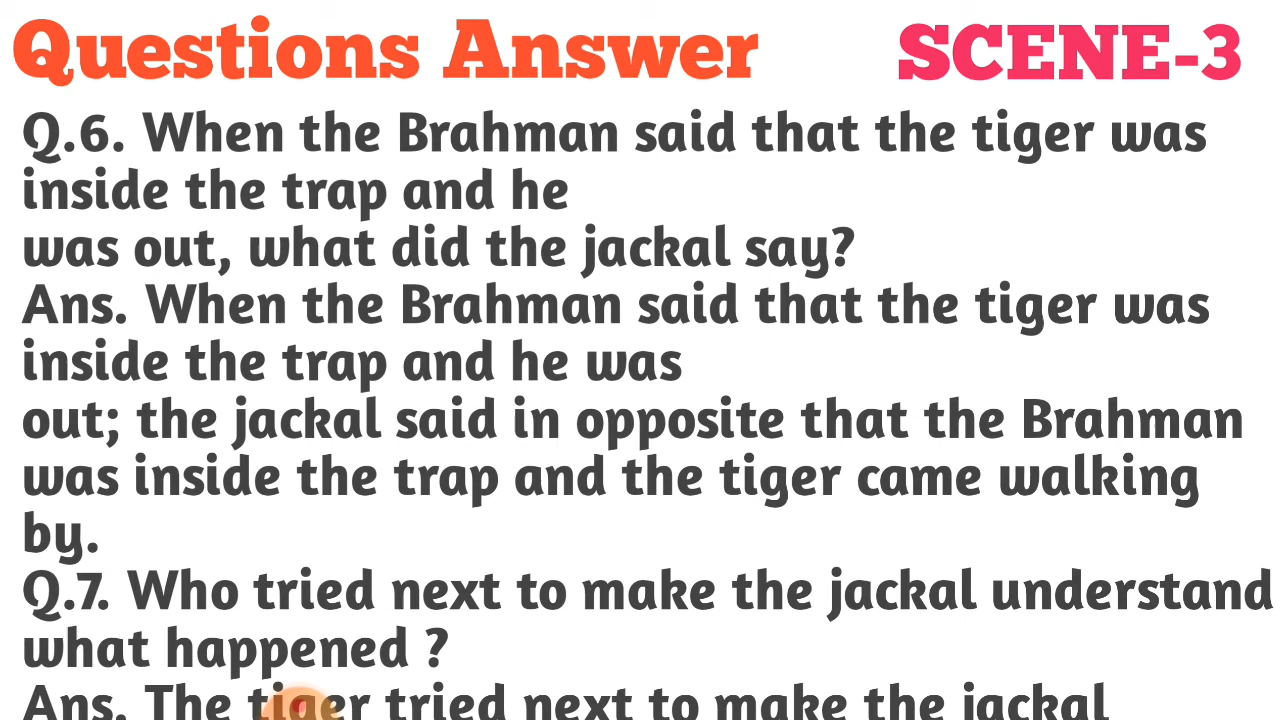 Questions Answer SCENE-3
Q.6. When the Brahman said that the tiger was
inside the trap and he
was out, what did the jackal say?
Ans. When the Brahman said that the tiger was
inside the trap and he was
out; the jackal said in opposite that the Brahman
was inside the trap and the tiger came walking
by.
Q.7. Who tried next to make the jackal understand
what happened ?
Ans. The tiger tried next to make the jackal